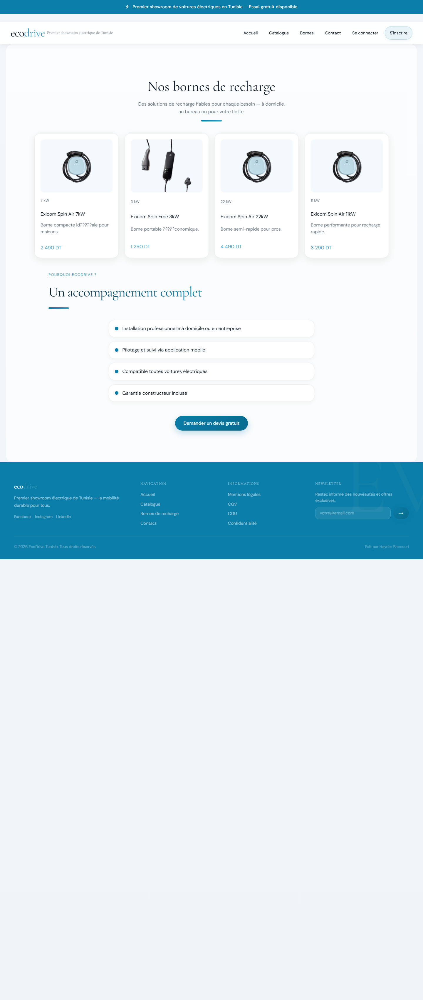 Premier showroom de voitures électriques en Tunisie — Essai gratuit disponible
ecodrive Premier showroom électrique de Tunisie
Accueil Catalogue Bornes Contact Se connecter S'inscrire
Nos bornes de recharge
Des solutions de recharge fiables pour chaque besoin — à domicile,
au bureau ou pour votre flotte.
7 kW
Exicom Spin Air 7kW
Borne compacte id?????ale pour
maisons.
2 490 DT
3 kW
Exicom Spin Free 3kW
Borne portable ?????conomique.
1 290 DT
22 kW
Exicom Spin Air 22kW
Borne semi-rapide pour pros.
4 490 DT
11 kW
Exicom Spin Air 11kW
Borne performante pour recharge
rapide.
3 290 DT
POURQUOI ECODRIVE ?
Un accompagnement complet
Installation professionnelle à domicile ou en entreprise
Pilotage et suivi via application mobile
Compatible toutes voitures électriques
Garantie constructeur incluse
Demander un devis gratuit
EV
ecodrive
Premier showroom électrique de Tunisie — la mobilité
durable pour tous.
Facebook Instagram LinkedIn
NAVIGATION
Accueil
Catalogue
Bornes de recharge
Contact
INFORMATIONS
Mentions légales
CGV
CGU
Confidentialité
NEWSLETTER
Restez informé des nouveautés et offres
exclusives.
votre@email.com →
© 2026 EcoDrive Tunisie. Tous droits réservés.
Fait par Hayder Baccouri